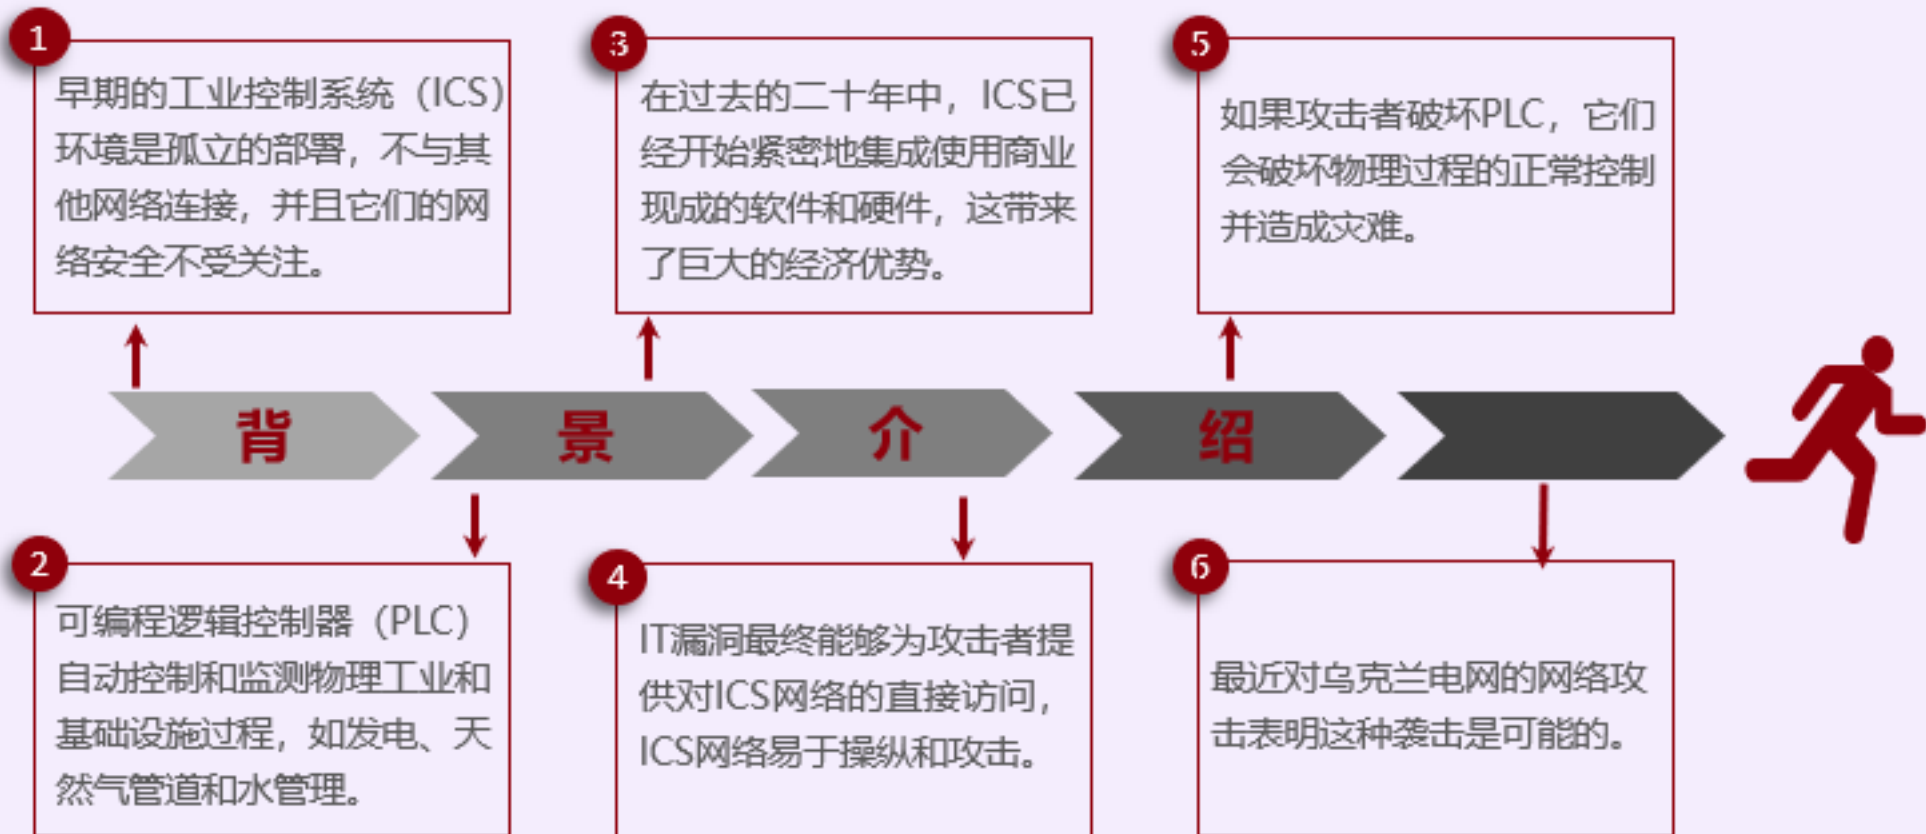 1
早期的工业控制系统（ICS）
环境是孤立的部署，不与其
他网络连接，并且它们的网
络安全不受关注。
3
在过去的二十年中，ICS已
经开始紧密地集成使用商业
现成的软件和硬件，这带来
了巨大的经济优势。
5
如果攻击者破坏PLC，它们
会破坏物理过程的正常控制
并造成灾难。
背 景 介 绍
2
可编程逻辑控制器（PLC）
自动控制和监测物理工业和
基础设施过程，如发电、天
然气管道和水管理。
4
IT漏洞最终能够为攻击者提
供对ICS网络的直接访问，
ICS网络易于操纵和攻击。
6
最近对乌克兰电网的网络攻
击表明这种袭击是可能的。